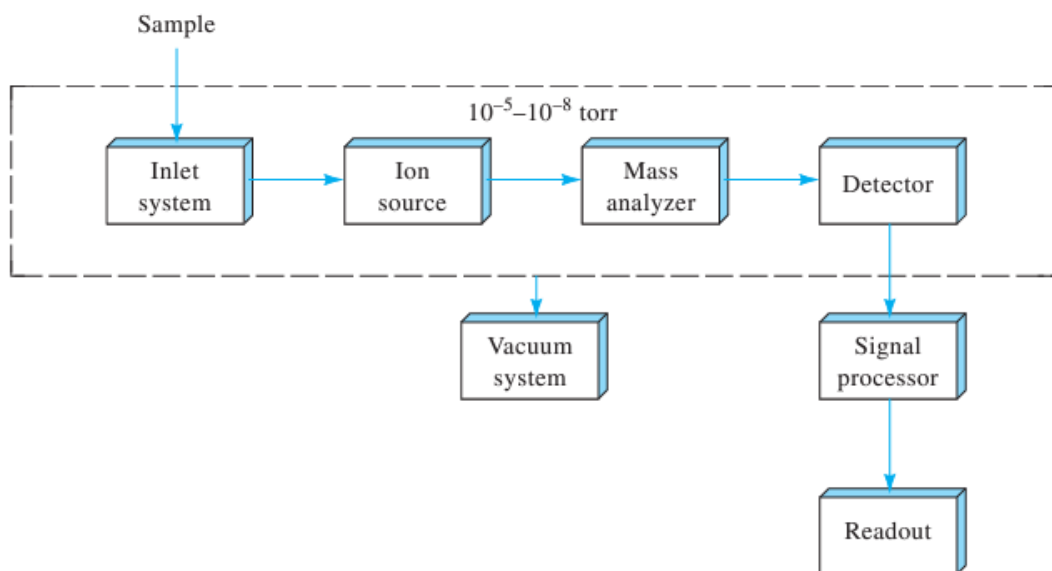 Sample
10⁻⁵–10⁻⁸ torr
Inlet
system
Ion
source
Mass
analyzer
Detector
Vacuum
system
Signal
processor
Readout